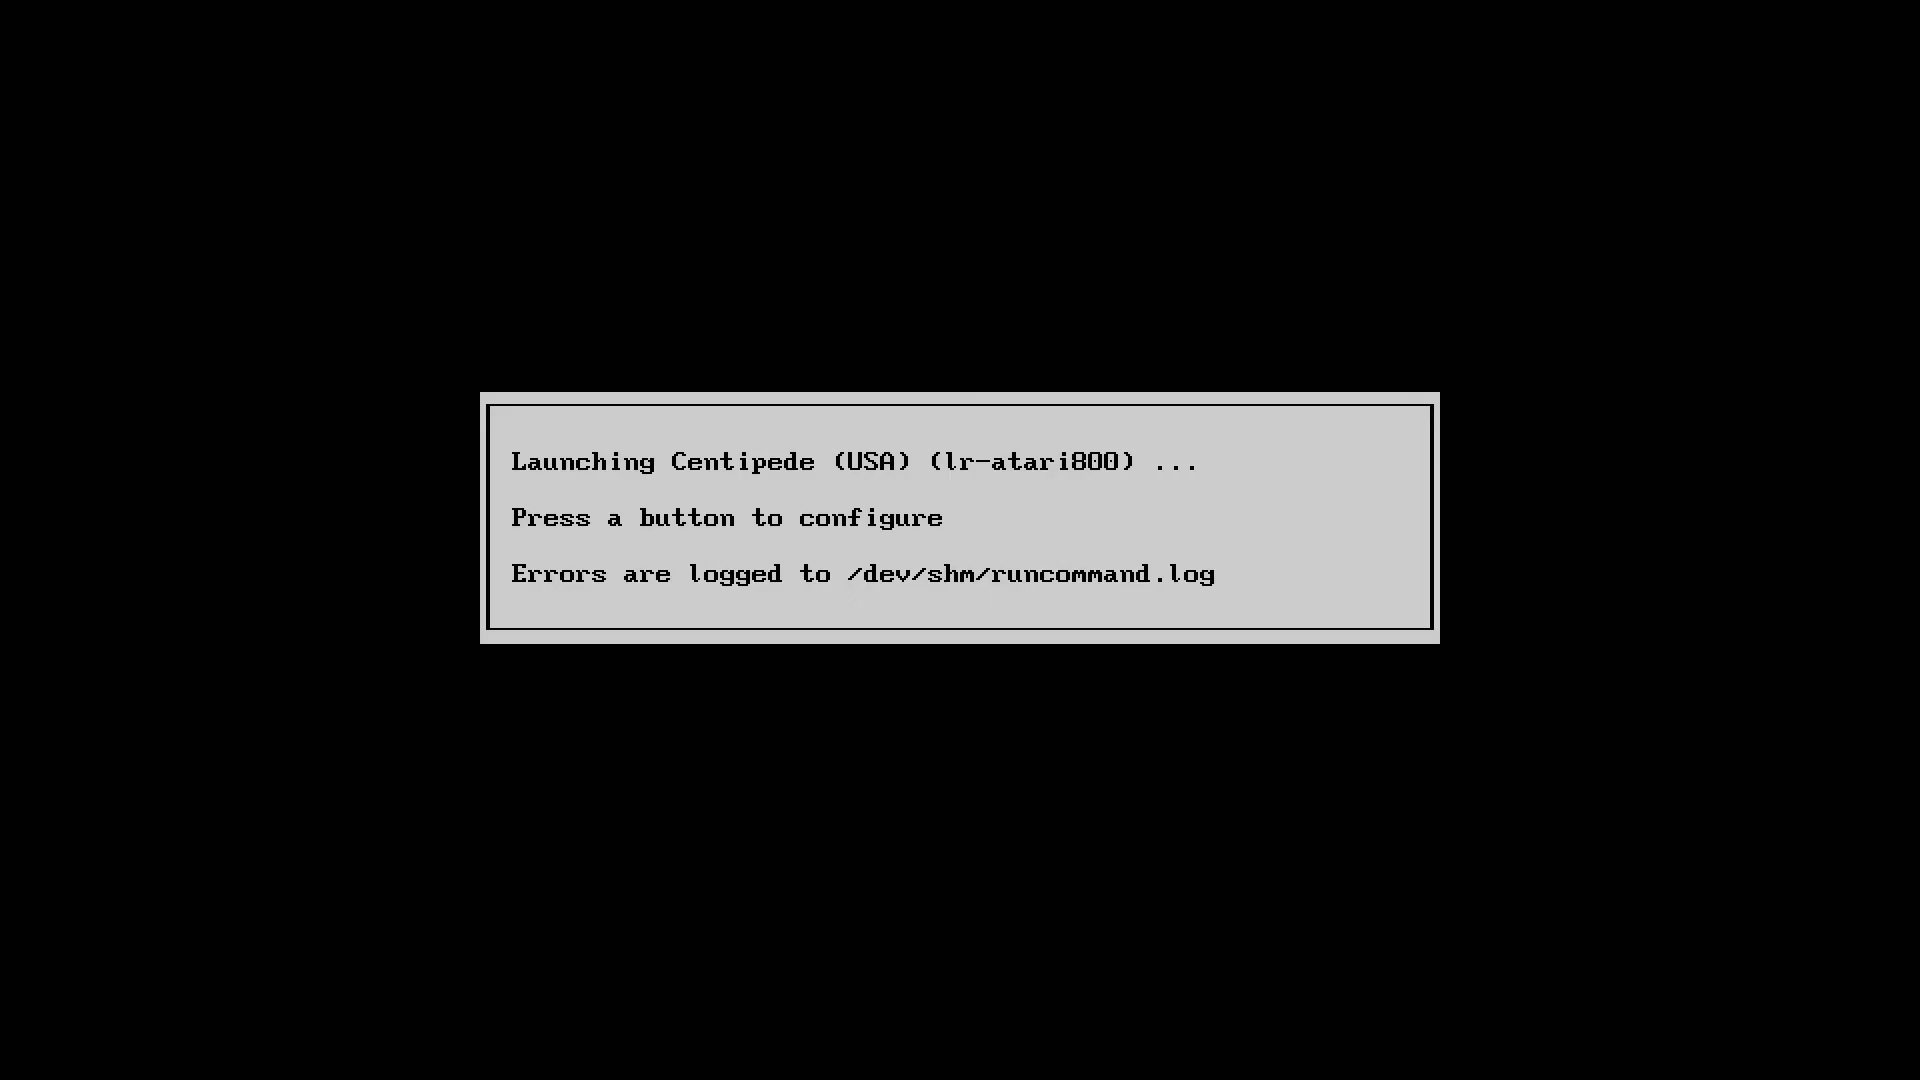 Launching Centipede (USA) (lr-atari800) ...
Press a button to configure
Errors are logged to /dev/shm/runcommand.log